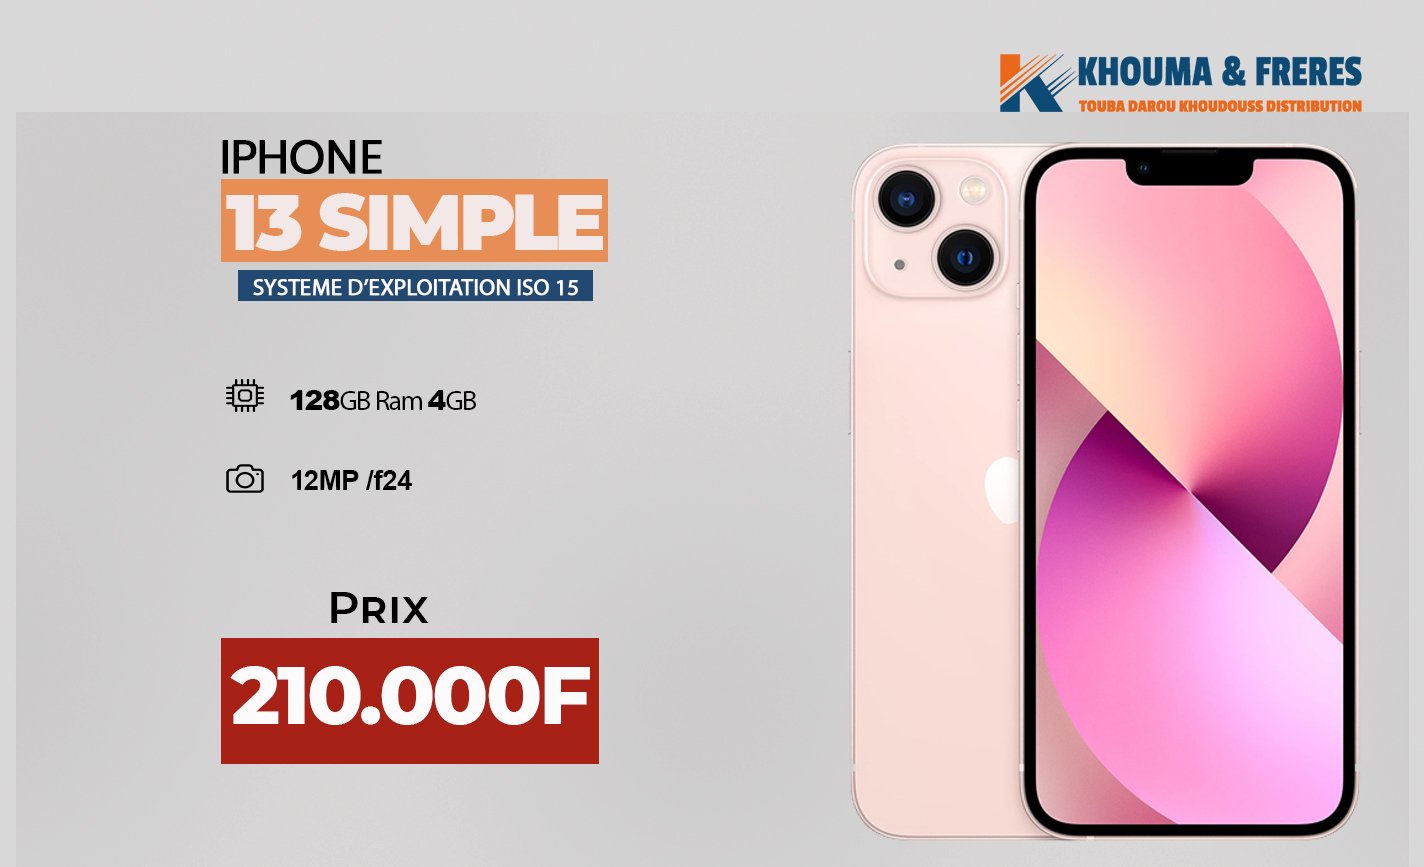 KHOUMA & FRERES
TOUBA DAROU KHOUDOUSS DISTRIBUTION
IPHONE
13 SIMPLE
SYSTEME D'EXPLOITATION ISO 15
128GB Ram 4GB
12MP /f24
PRIX
210.000F